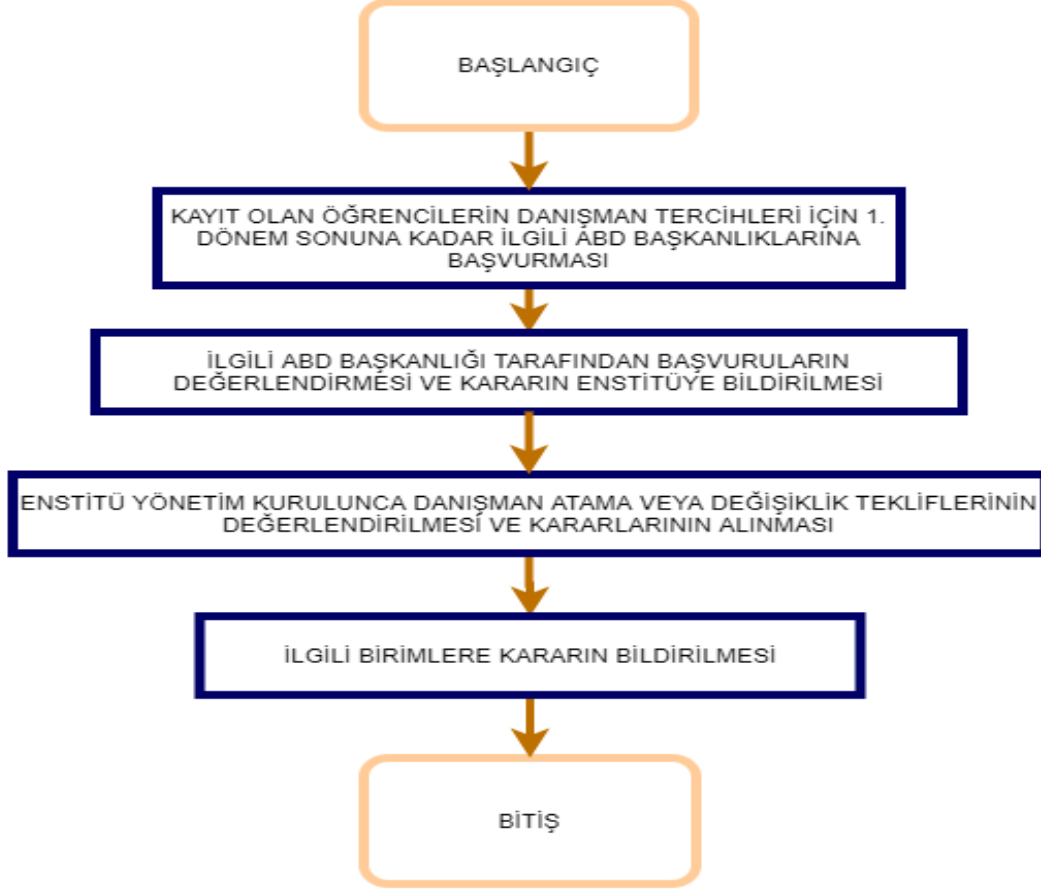 BAŞLANGIÇ
KAYIT OLAN ÖĞRENCİLERİN DANIŞMAN TERCİHLERİ İÇİN 1.
DÖNEM SONUNA KADAR İLGİLİ ABD BAŞKANLIKLARINA
BAŞVURMASI
İLGİLİ ABD BAŞKANLIĞI TARAFINDAN BAŞVURULARIN
DEĞERLENDİRMESİ VE KARARIN ENSTİTÜYE BİLDİRİLMESİ
ENSTİTÜ YÖNETİM KURULUNCA DANIŞMAN ATAMA VEYA DEĞİŞİKLİK TEKLİFLERİNİN
DEĞERLENDİRİLMESİ VE KARARLARININ ALINMASI
İLGİLİ BİRİMLERE KARARIN BİLDİRİLMESİ
BİTİŞ